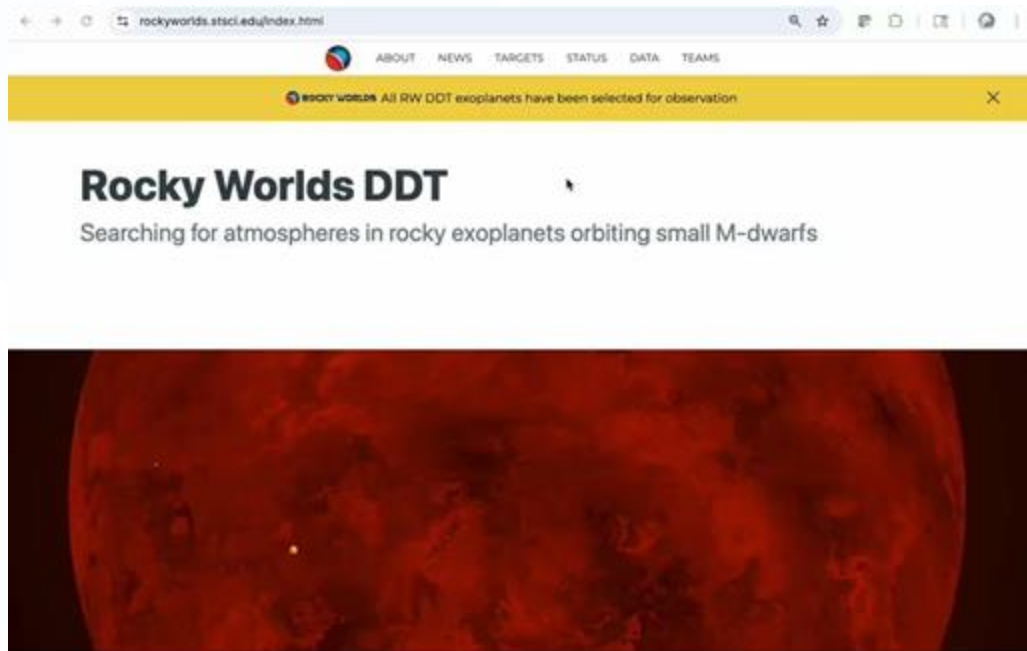 rockyworlds.stsci.edu/index.html
ABOUT NEWS TARGETS STATUS DATA TEAMS
ROCKY WORLDS All RW DDT exoplanets have been selected for observation
Rocky Worlds DDT
Searching for atmospheres in rocky exoplanets orbiting small M-dwarfs